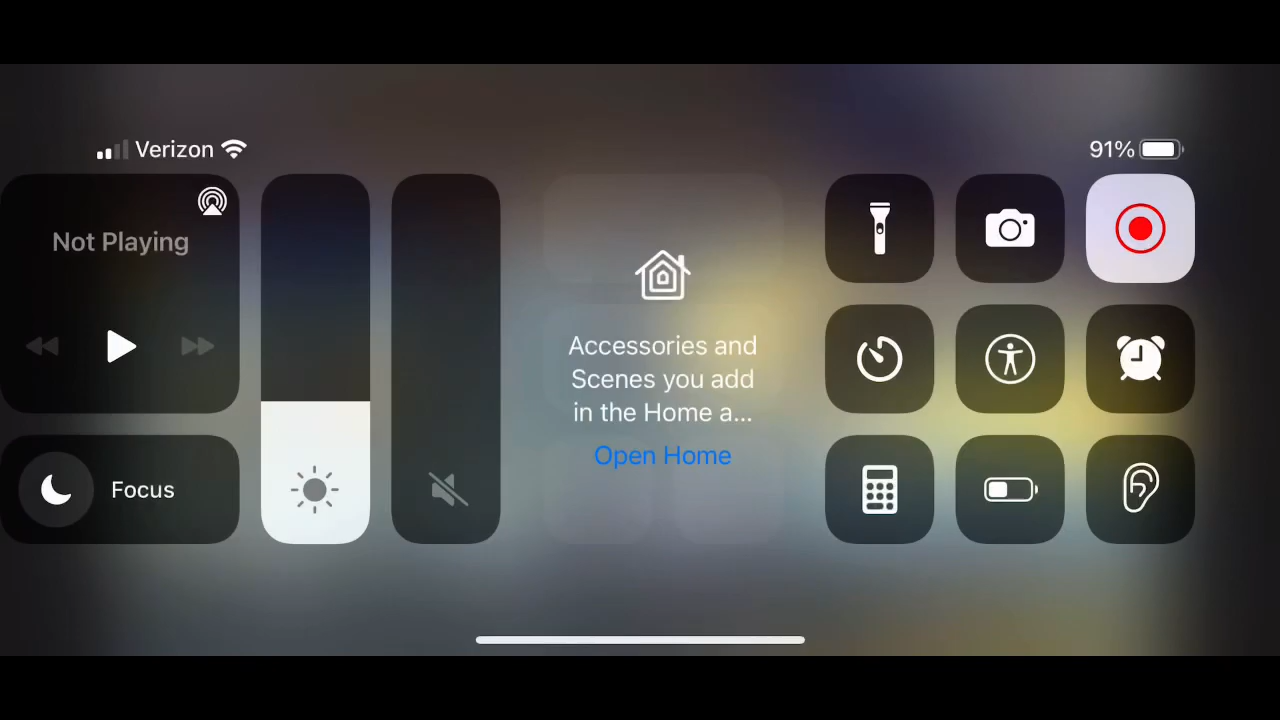 Verizon
91%
Not Playing
Accessories and
Scenes you add
in the Home a...
Open Home
Focus